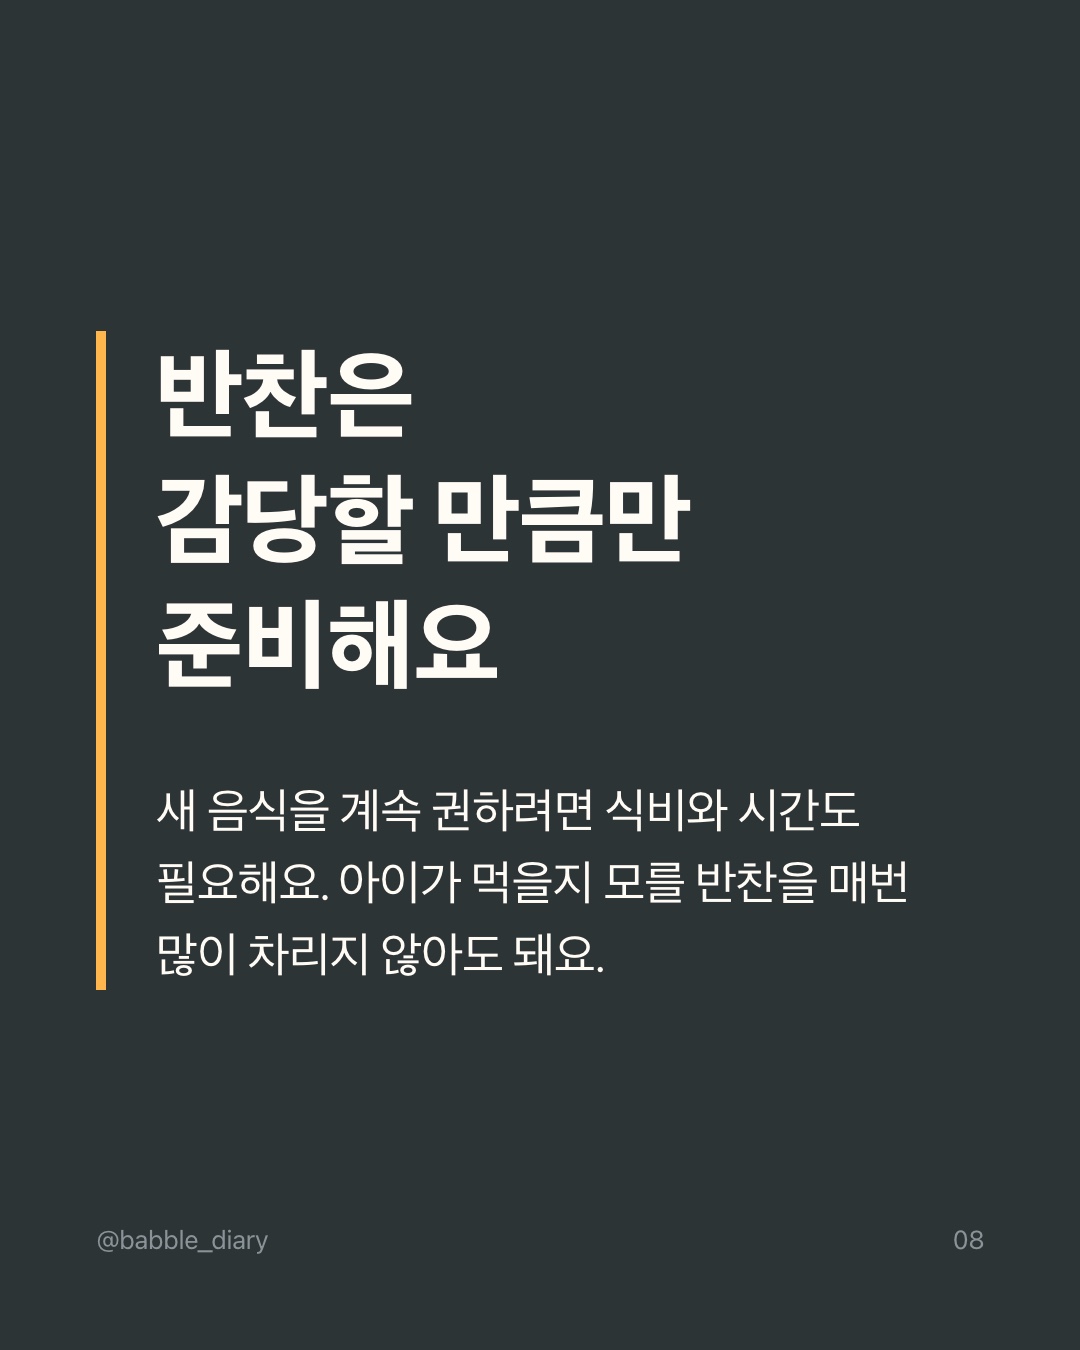 반찬은
감당할 만큼만
준비해요
새 음식을 계속 권하려면 식비와 시간도
필요해요. 아이가 먹을지 모를 반찬을 매번
많이 차리지 않아도 돼요.
@babble_diary
08